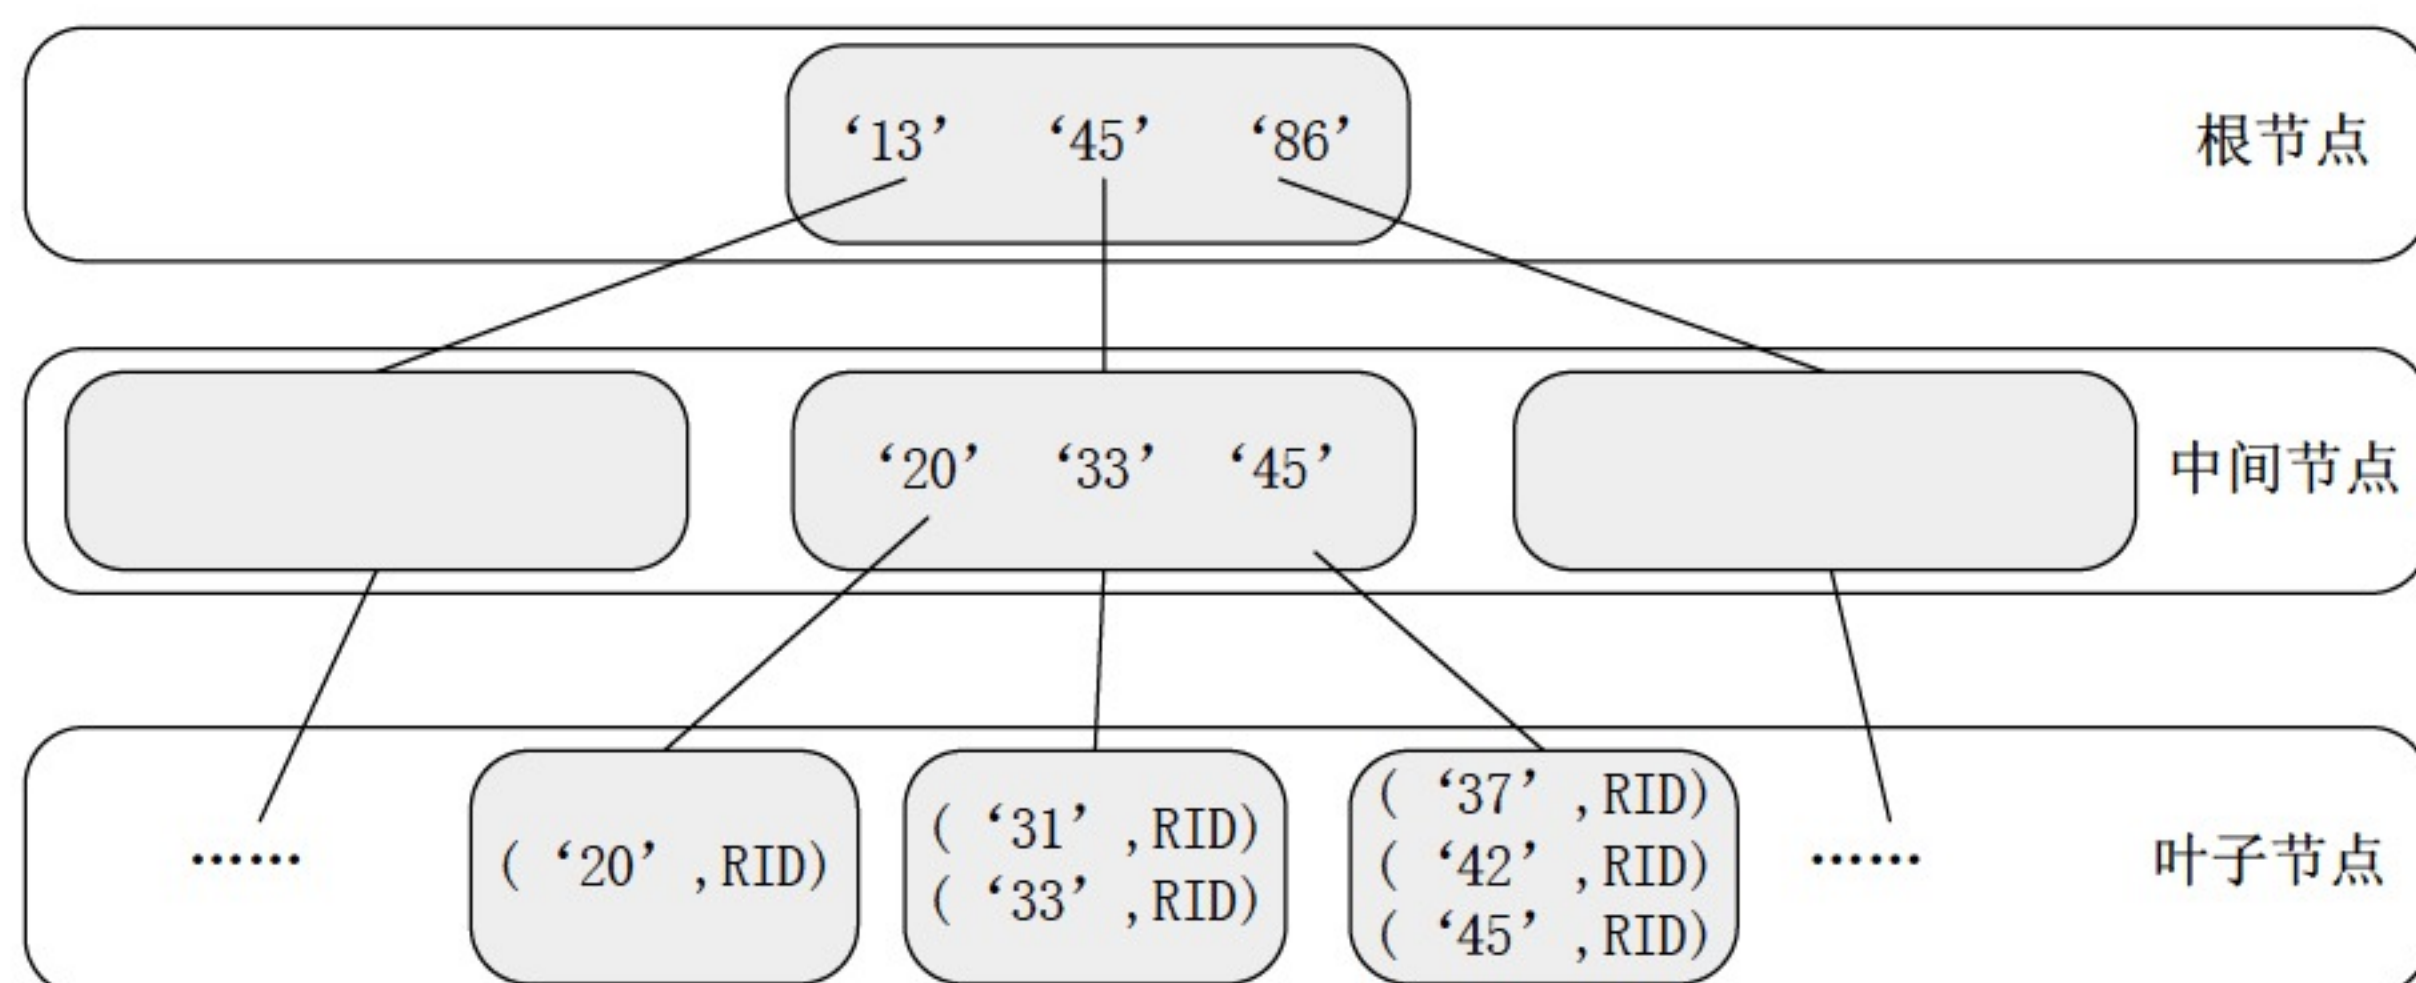 ‘13’ ‘45’ ‘86’ 根节点
‘20’ ‘33’ ‘45’ 中间节点
…… (‘20’,RID) (‘31’,RID) (‘33’,RID) (‘37’,RID) (‘42’,RID) (‘45’,RID) …… 叶子节点